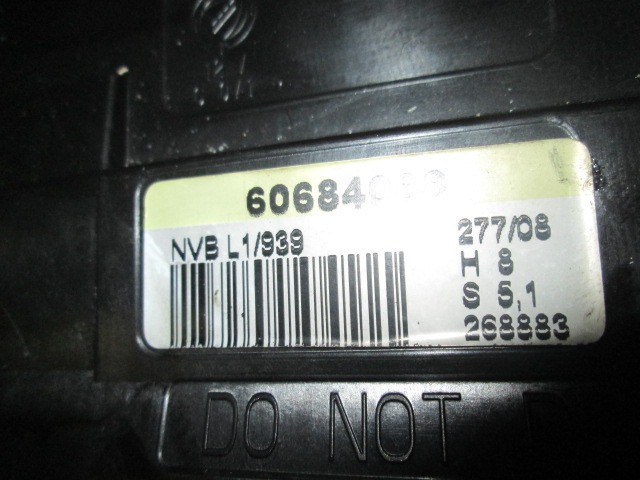 NVB L1/939
277/08
H 8
S 5,1
268883
DO NOT